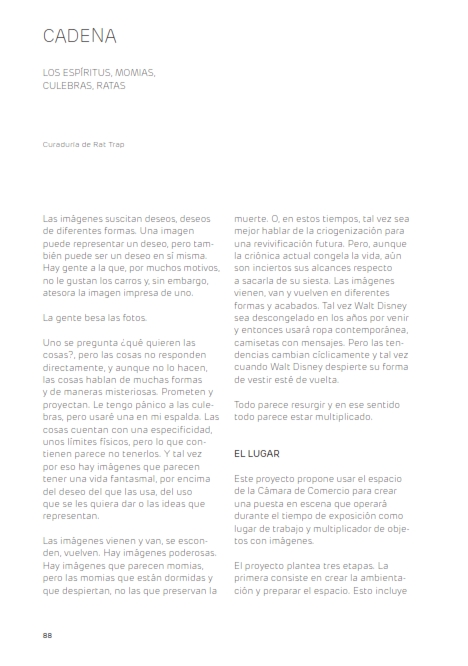 CADENA
LOS ESPÍRITUS, MOMIAS,
CULEBRAS, RATAS
Curaduría de Rat Trap
Las imágenes suscitan deseos, deseos
de diferentes formas. Una imagen
puede representar un deseo, pero tam-
bién puede ser un deseo en sí misma.
Hay gente a la que, por muchos motivos,
no le gustan los carros y, sin embargo,
atesora la imagen impresa de uno.
La gente besa las fotos.
Uno se pregunta ¿qué quieren las
cosas?, pero las cosas no responden
directamente, y aunque no lo hacen,
las cosas hablan de muchas formas
y de maneras misteriosas. Prometen y
proyectan. Le tengo pánico a las cule-
bras, pero usaré una en mi espalda. Las
cosas cuentan con una especificidad,
unos límites físicos, pero lo que con-
tienen parece no tenerlos. Y tal vez
por eso hay imágenes que parecen
tener una vida fantasmal, por encima
del deseo del que las usa, del uso
que se les quiera dar o las ideas que
representan.
Las imágenes vienen y van, se escon-
den, vuelven. Hay imágenes poderosas.
Hay imágenes que parecen momias,
pero las momias que están dormidas y
que despiertan, no las que preservan la
muerte. O, en estos tiempos, tal vez sea
mejor hablar de la criogenización para
una revivificación futura. Pero, aunque
la criónica actual congela la vida, aún
son inciertos sus alcances respecto
a sacarla de su siesta. Las imágenes
vienen, van y vuelven en diferentes
formas y acabados. Tal vez Walt Disney
sea descongelado en los años por venir
y entonces usará ropa contemporánea,
camisetas con mensajes. Pero las ten-
dencias cambian cíclicamente y tal vez
cuando Walt Disney despierte su forma
de vestir esté de vuelta.
Todo parece resurgir y en ese sentido
todo parece estar multiplicado.
EL LUGAR
Este proyecto propone usar el espacio
de la Cámara de Comercio para crear
una puesta en escena que operará
durante el tiempo de exposición como
lugar de trabajo y multiplicador de obje-
tos con imágenes.
El proyecto plantea tres etapas. La
primera consiste en crear la ambienta-
ción y preparar el espacio. Esto incluye
88